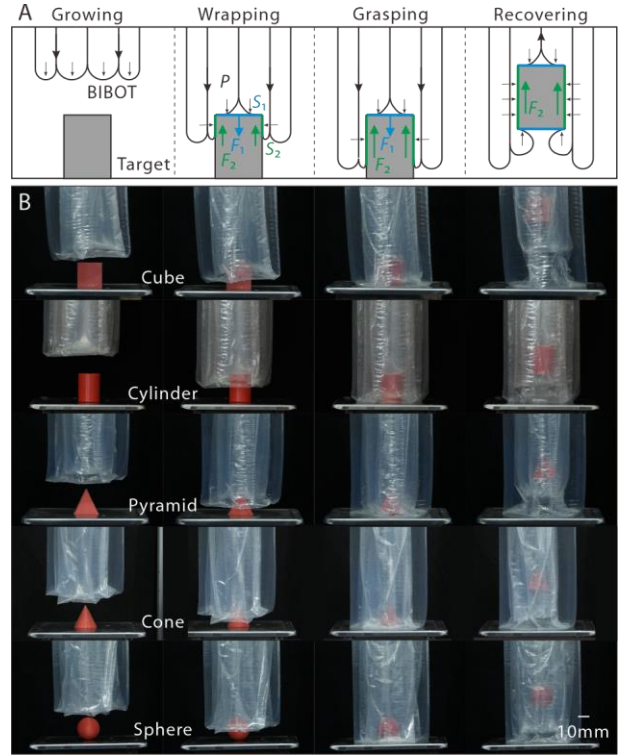 A
Growing
Wrapping
Grasping
Recovering
BIBOT
Target
P
S1
F1
F2
S2
F1
F2
F2
B
Cube
Cylinder
Pyramid
Cone
Sphere
10mm